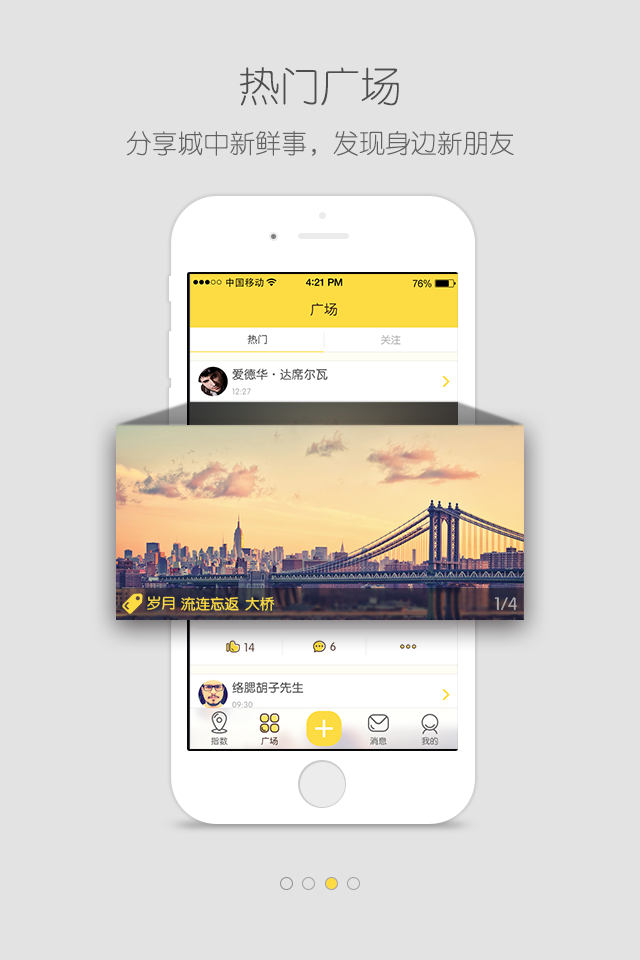 热门广场
分享城中新鲜事，发现身边新朋友
中国移动 4:21 PM 76%
广场
热门 关注
爱德华·达席尔瓦
12:27
岁月 流连忘返 大桥 1/4
14 6
络腮胡子先生
09:30
指数 广场 消息 我的